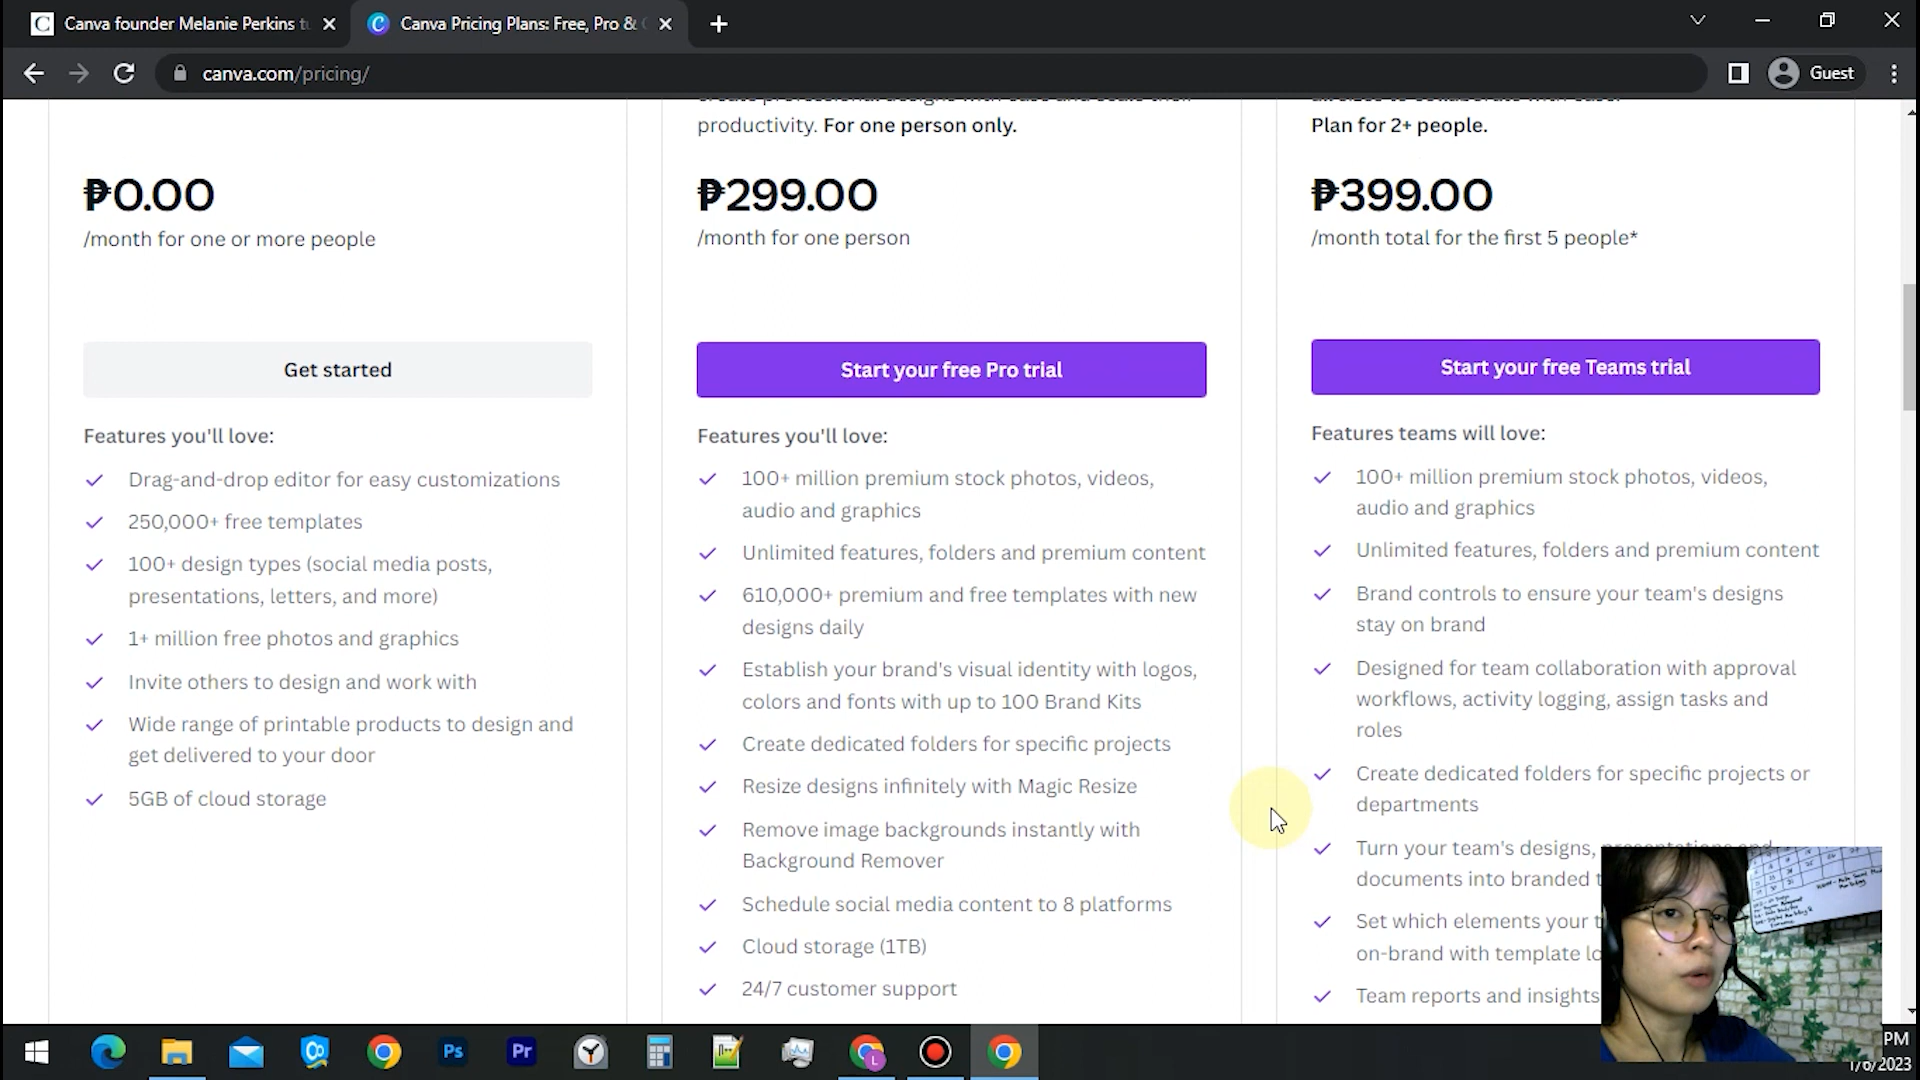 Canva founder Melanie Perkins
Canva Pricing Plans: Free, Pro &
canva.com/pricing/
Guest
productivity. For one person only.
Plan for 2+ people.
₱0.00
/month for one or more people
₱299.00
/month for one person
₱399.00
/month total for the first 5 people*
Get started
Start your free Pro trial
Start your free Teams trial
Features you'll love:
Drag-and-drop editor for easy customizations
250,000+ free templates
100+ design types (social media posts,
presentations, letters, and more)
1+ million free photos and graphics
Invite others to design and work with
Wide range of printable products to design and
get delivered to your door
5GB of cloud storage
Features you'll love:
100+ million premium stock photos, videos,
audio and graphics
Unlimited features, folders and premium content
610,000+ premium and free templates with new
designs daily
Establish your brand's visual identity with logos,
colors and fonts with up to 100 Brand Kits
Create dedicated folders for specific projects
Resize designs infinitely with Magic Resize
Remove image backgrounds instantly with
Background Remover
Schedule social media content to 8 platforms
Cloud storage (1TB)
24/7 customer support
Features teams will love:
100+ million premium stock photos, videos,
audio and graphics
Unlimited features, folders and premium content
Brand controls to ensure your team's designs
stay on brand
Designed for team collaboration with approval
workflows, activity logging, assign tasks and
roles
Create dedicated folders for specific projects or
departments
Turn your team's designs,
documents into branded
Set which elements your
on-brand with template
Team reports and insights
Ps
Pr
L
PM
1/6/2023